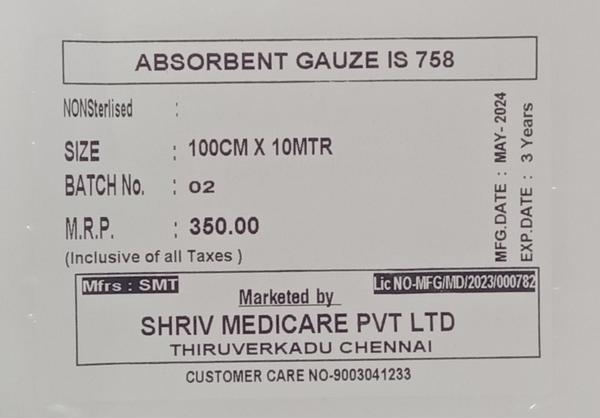 ABSORBENT GAUZE IS 758
NONSterlised :
SIZE : 100CM X 10MTR
BATCH No. : 02
M.R.P. : 350.00
(Inclusive of all Taxes )
MFG.DATE : MAY- 2024
EXP.DATE : 3 Years
Mfrs : SMT
Lic NO-MFG/MD/2023/000782
Marketed by
SHRIV MEDICARE PVT LTD
THIRUVERKADU CHENNAI
CUSTOMER CARE NO-9003041233